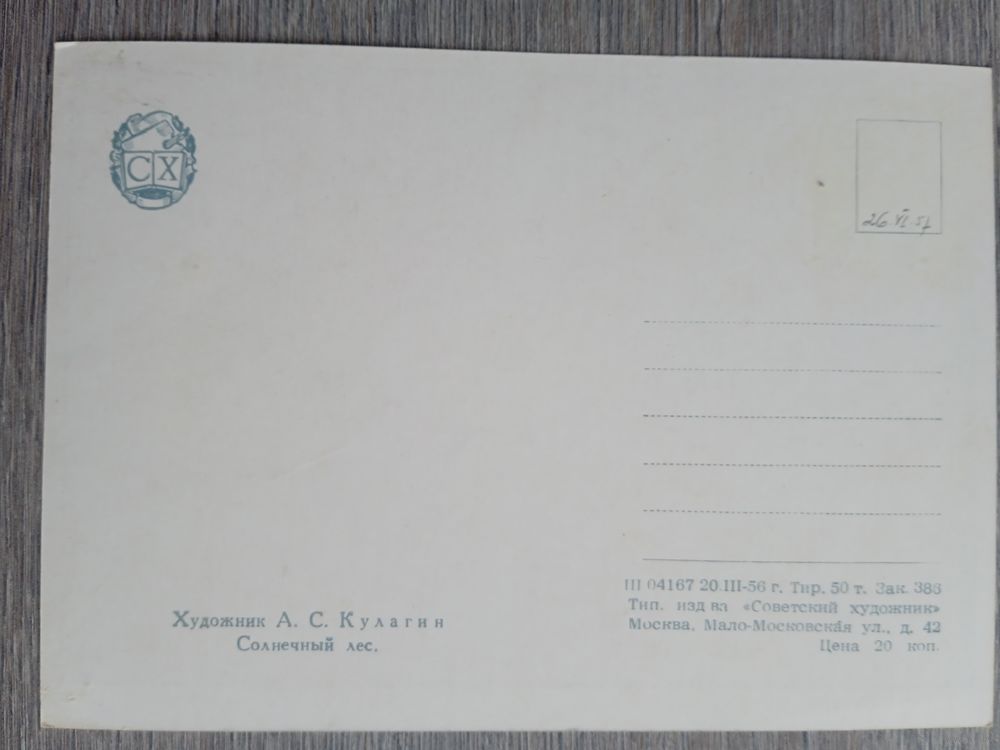 СХ
26.VI.57
Ш 04167 20.III-56 г. Тир. 50 т. Зак. 386
Тип. изд ва «Советский художник»
Москва, Мало-Московская ул., д. 42
Цена 20 коп.
Художник А. С. Кулагин
Солнечный лес.